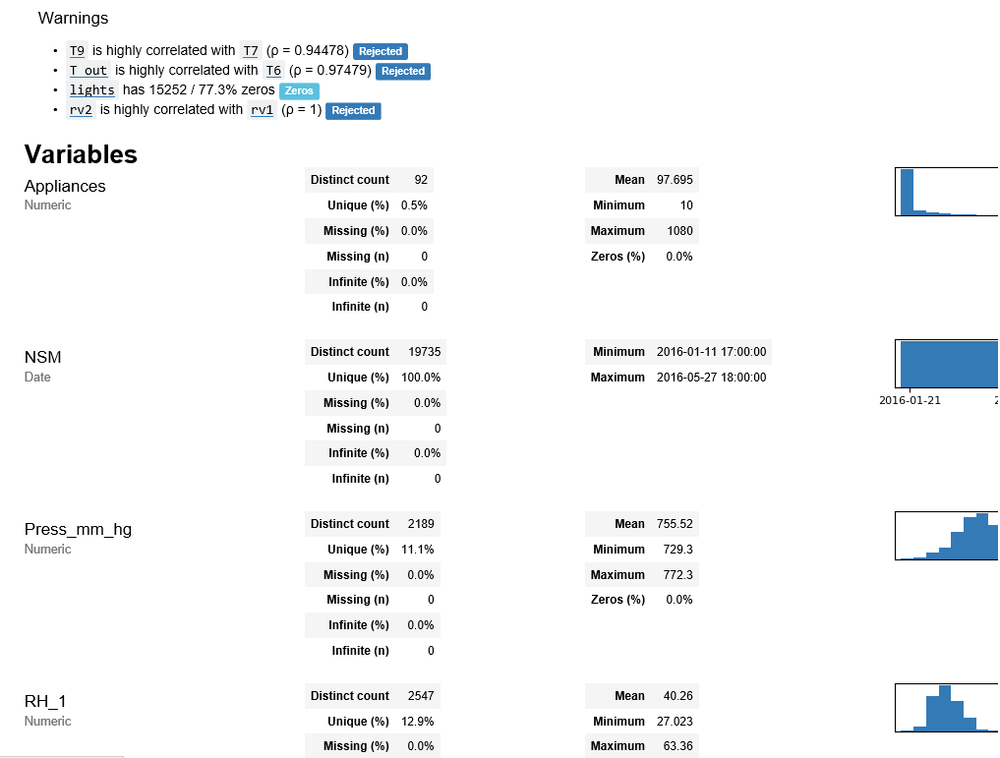 Warnings
• T9 is highly correlated with T7 (ρ = 0.94478) Rejected
• T_out is highly correlated with T6 (ρ = 0.97479) Rejected
• lights has 15252 / 77.3% zeros Zeros
• rv2 is highly correlated with rv1 (ρ = 1) Rejected
Variables
Appliances
Numeric
Distinct count 92
Unique (%) 0.5%
Missing (%) 0.0%
Missing (n) 0
Infinite (%) 0.0%
Infinite (n) 0
Mean 97.695
Minimum 10
Maximum 1080
Zeros (%) 0.0%
NSM
Date
Distinct count 19735
Unique (%) 100.0%
Missing (%) 0.0%
Missing (n) 0
Infinite (%) 0.0%
Infinite (n) 0
Minimum 2016-01-11 17:00:00
Maximum 2016-05-27 18:00:00
2016-01-21 2
Press_mm_hg
Numeric
Distinct count 2189
Unique (%) 11.1%
Missing (%) 0.0%
Missing (n) 0
Infinite (%) 0.0%
Infinite (n) 0
Mean 755.52
Minimum 729.3
Maximum 772.3
Zeros (%) 0.0%
RH_1
Numeric
Distinct count 2547
Unique (%) 12.9%
Missing (%) 0.0%
Mean 40.26
Minimum 27.023
Maximum 63.36